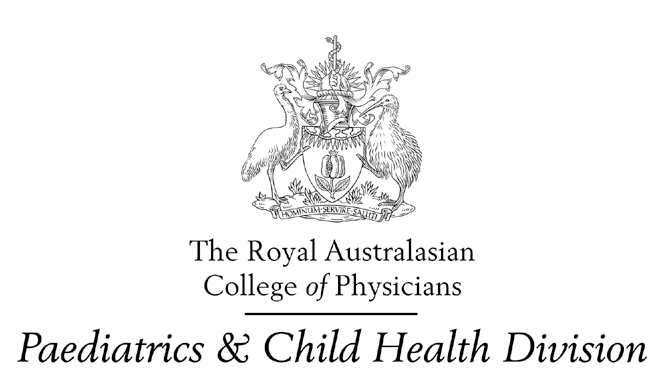 HOMINUM SERVIRE SALUTI
The Royal Australasian
College of Physicians
Paediatrics & Child Health Division